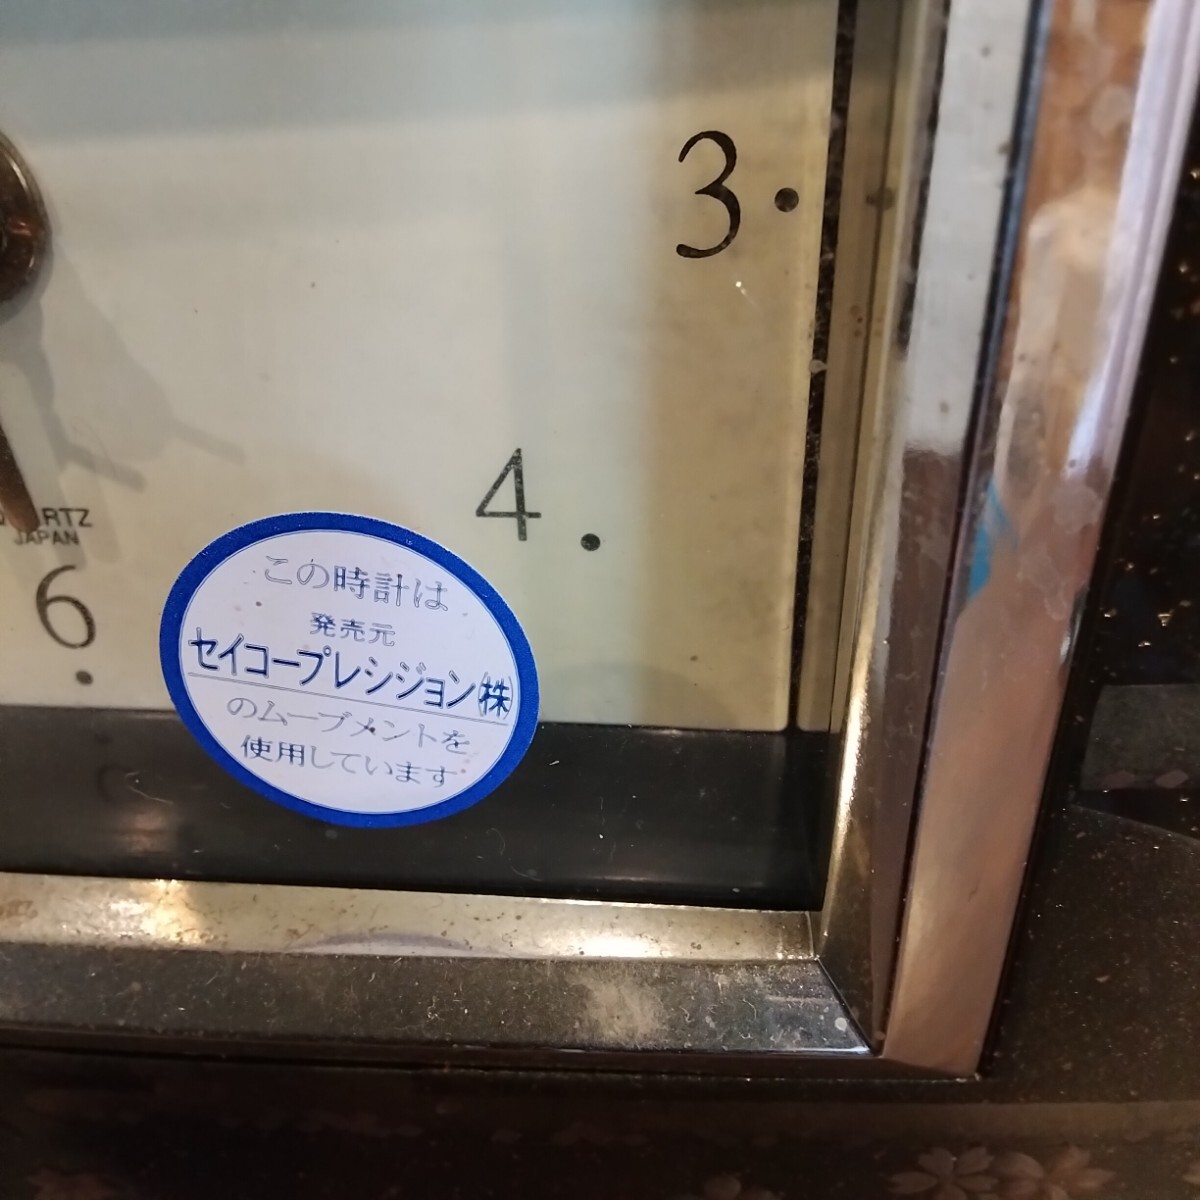 3
4
QUARTZ
JAPAN
6
この時計は
発売元
セイコープレシジョン㈱
のムーブメントを
使用しています